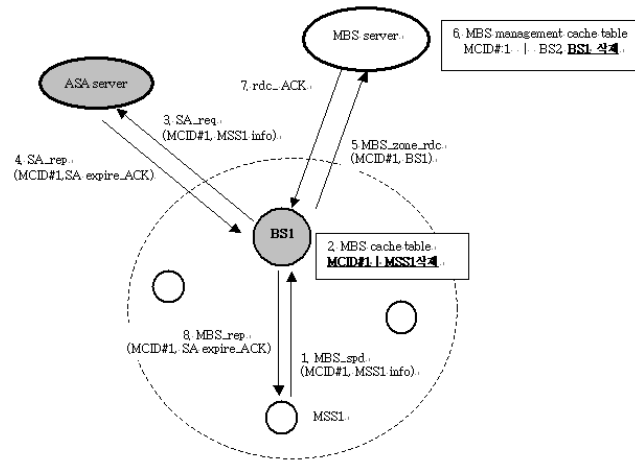 MBS server
6. MBS management cache table
MCID#1 | BS2, BS1 삭제
ASA server
7. rdc_ACK
3. SA_req
(MCID#1, MSS1 info)
4. SA_rep
(MCID#1,SA expire_ACK)
5 MBS_zone_rdc
(MCID#1, BS1)
BS1
2. MBS cache table
MCID#1 | MSS1삭제
8. MBS_rep
(MCID#1, SA expire_ACK)
1. MBS_spd
(MCID#1, MSS1 info)
MSS1